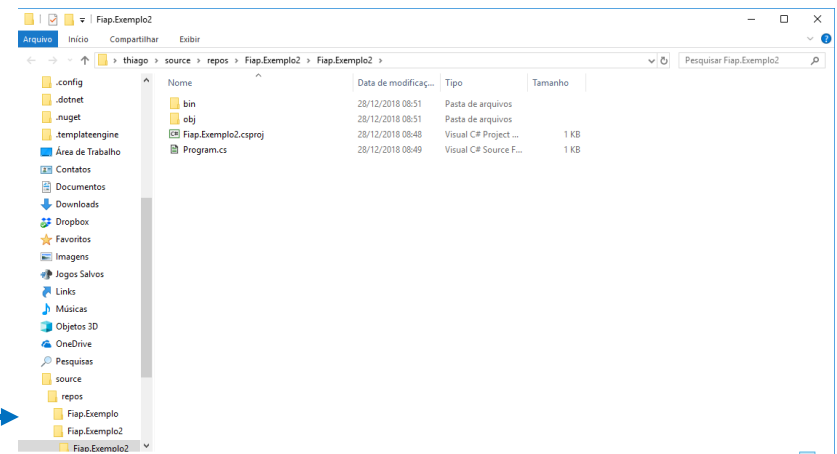 Fiap.Exemplo2
Arquivo Início Compartilhar Exibir
thiago source repos Fiap.Exemplo2 Fiap.Exemplo2 Pesquisar Fiap.Exemplo2
Nome Data de modificaç... Tipo Tamanho
.config
.dotnet
.nuget
.templateengine
Área de Trabalho
Contatos
Documentos
Downloads
Dropbox
Favoritos
Imagens
Jogos Salvos
Links
Músicas
Objetos 3D
OneDrive
Pesquisas
source
repos
Fiap.Exemplo
Fiap.Exemplo2
Fiap.Exemplo2
bin 28/12/2018 08:51 Pasta de arquivos
obj 28/12/2018 08:51 Pasta de arquivos
Fiap.Exemplo2.csproj 28/12/2018 08:48 Visual C# Project ... 1 KB
Program.cs 28/12/2018 08:49 Visual C# Source F... 1 KB